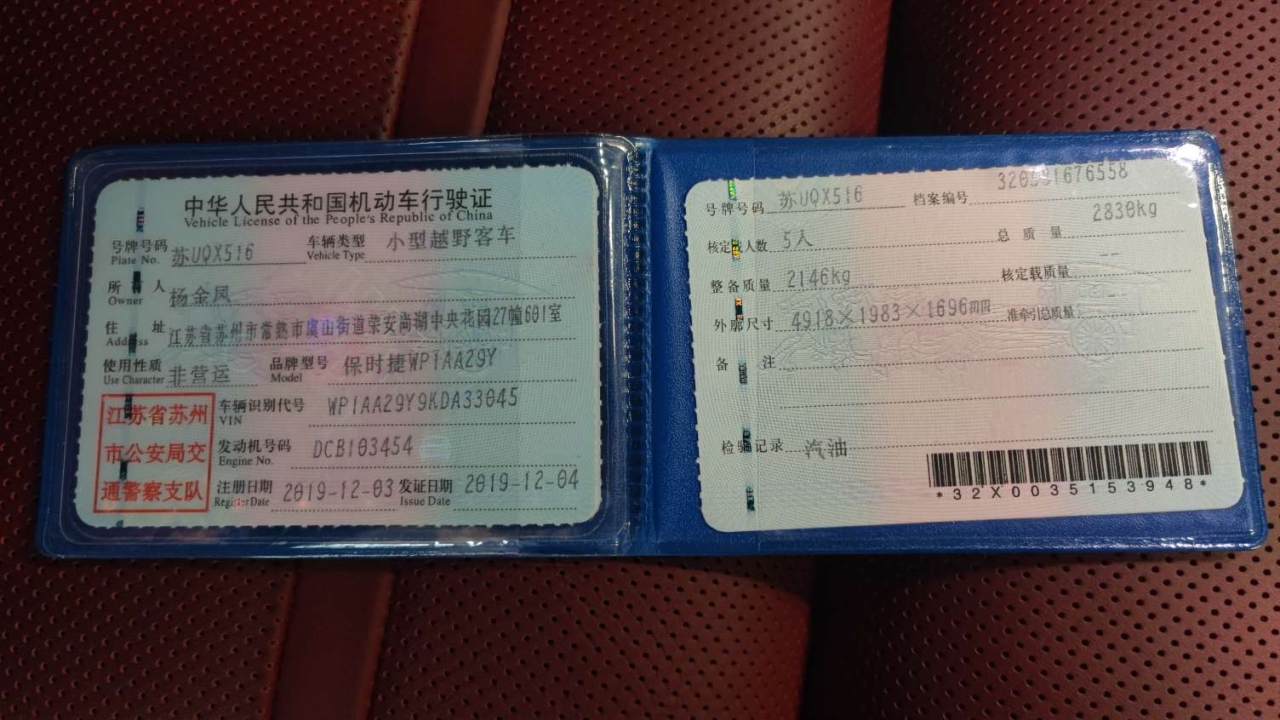 中华人民共和国机动车行驶证
Vehicle License of the People's Republic of China
号牌号码 苏UQX516 车辆类型 小型越野客车
Plate No. Vehicle Type
所有人 杨金凤
Owner
住址 江苏省苏州市常熟市虞山街道荣安尚湖中央花园27幢601室
Address
使用性质 非营运 品牌型号 保时捷WP1AA29Y
Use Character Model
江苏省苏州
市公安局交
通警察支队
车辆识别代号 WP1AA29Y9KDA33045
VIN
发动机号码 DCB103454
Engine No.
注册日期 2019-12-03 发证日期 2019-12-04
Register Date Issue Date
号牌号码 苏UQX516 档案编号
核定载人数 5人 总质量 2830kg
整备质量 2146kg 核定载质量 --
外廓尺寸 4918×1983×1696mm 准牵引总质量 --
备注
检验记录 汽油
*32X0035153948*